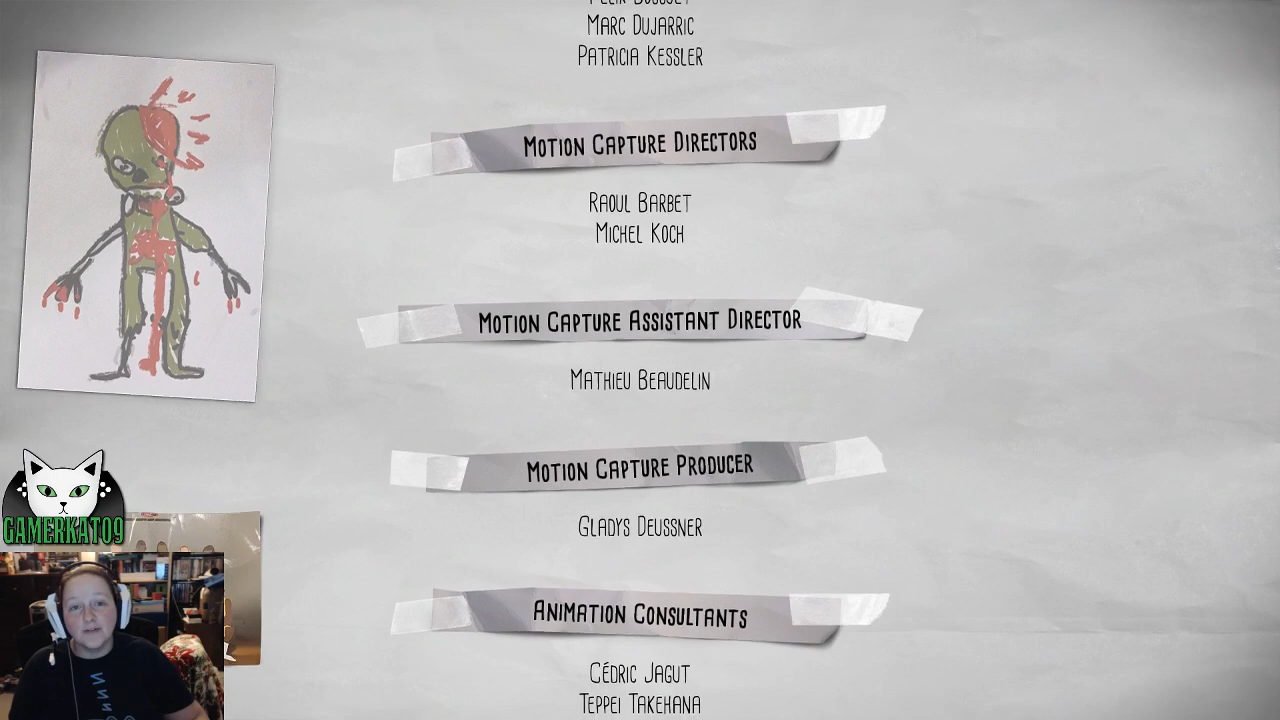 Marc Dujarric
Patricia Kessler
Motion Capture Directors
Raoul Barbet
Michel Koch
Motion Capture Assistant Director
Mathieu Beaudelin
Motion Capture Producer
Gladys Deussner
GAMERKAT09
Animation Consultants
Cédric Jagut
Teppei Takehana